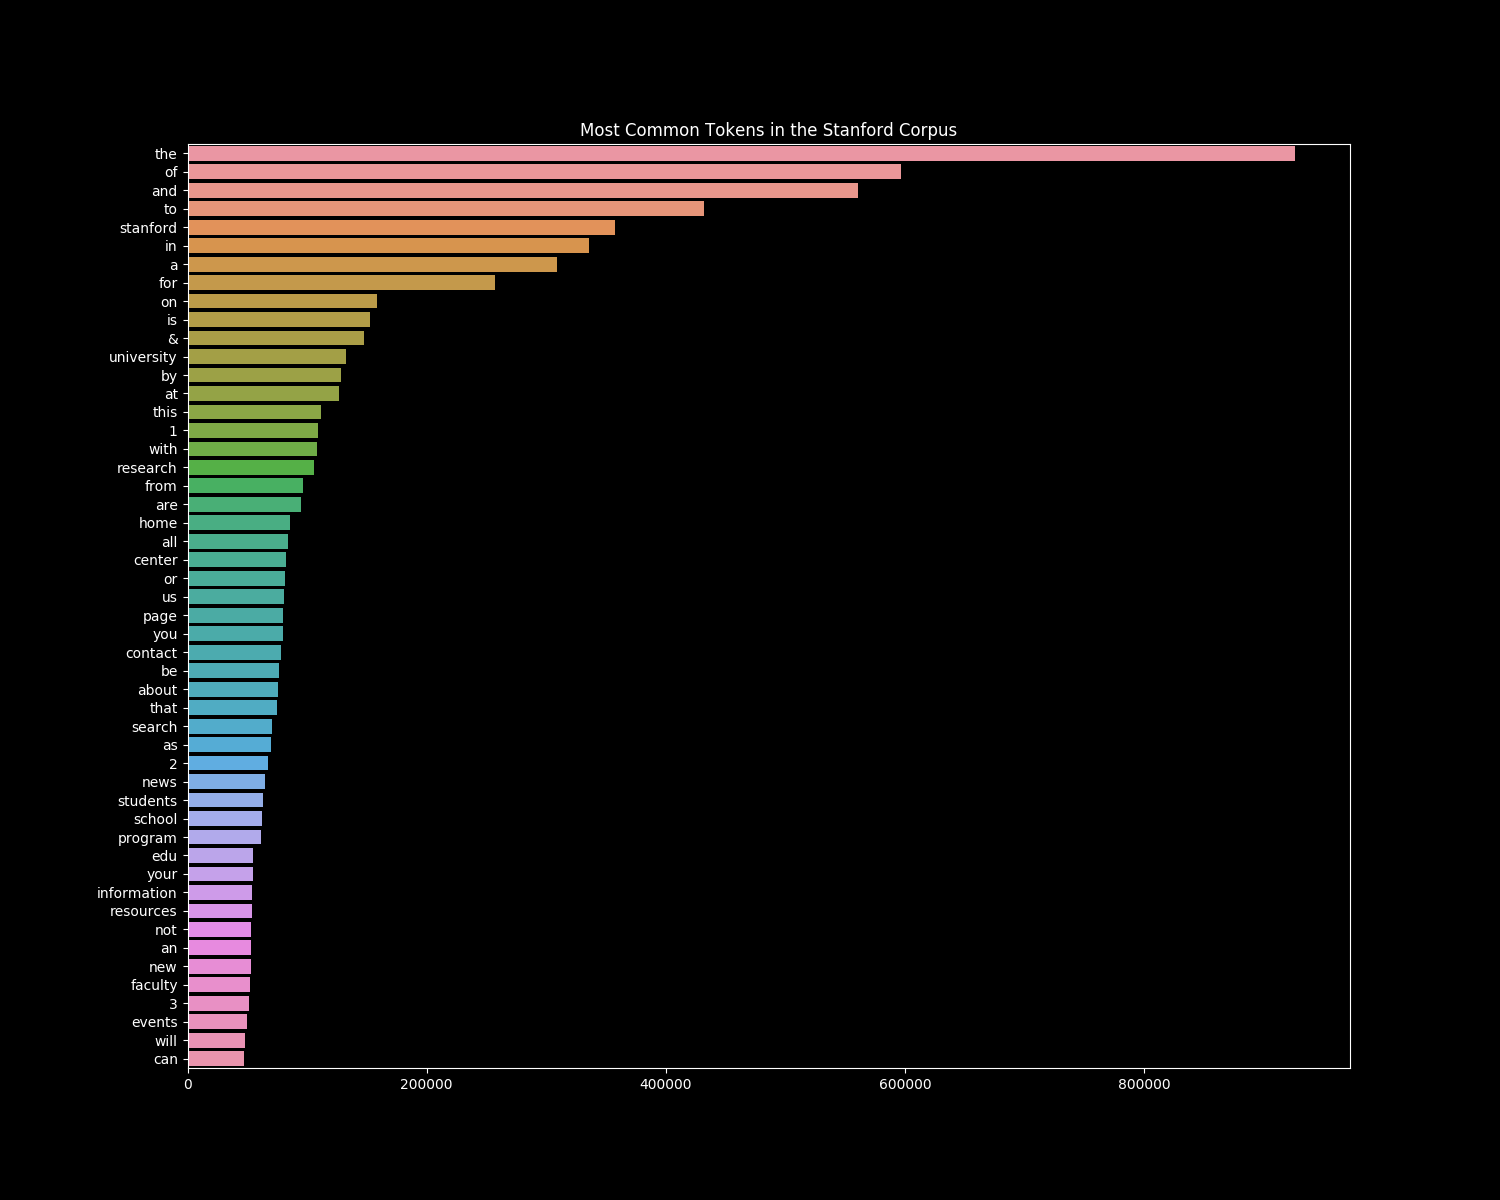 Most Common Tokens in the Stanford Corpus
the
of
and
to
stanford
in
a
for
on
is
&
university
by
at
this
1
with
research
from
are
home
all
center
or
us
page
you
contact
be
about
that
search
as
2
news
students
school
program
edu
your
information
resources
not
an
new
faculty
3
events
will
can
0 200000 400000 600000 800000